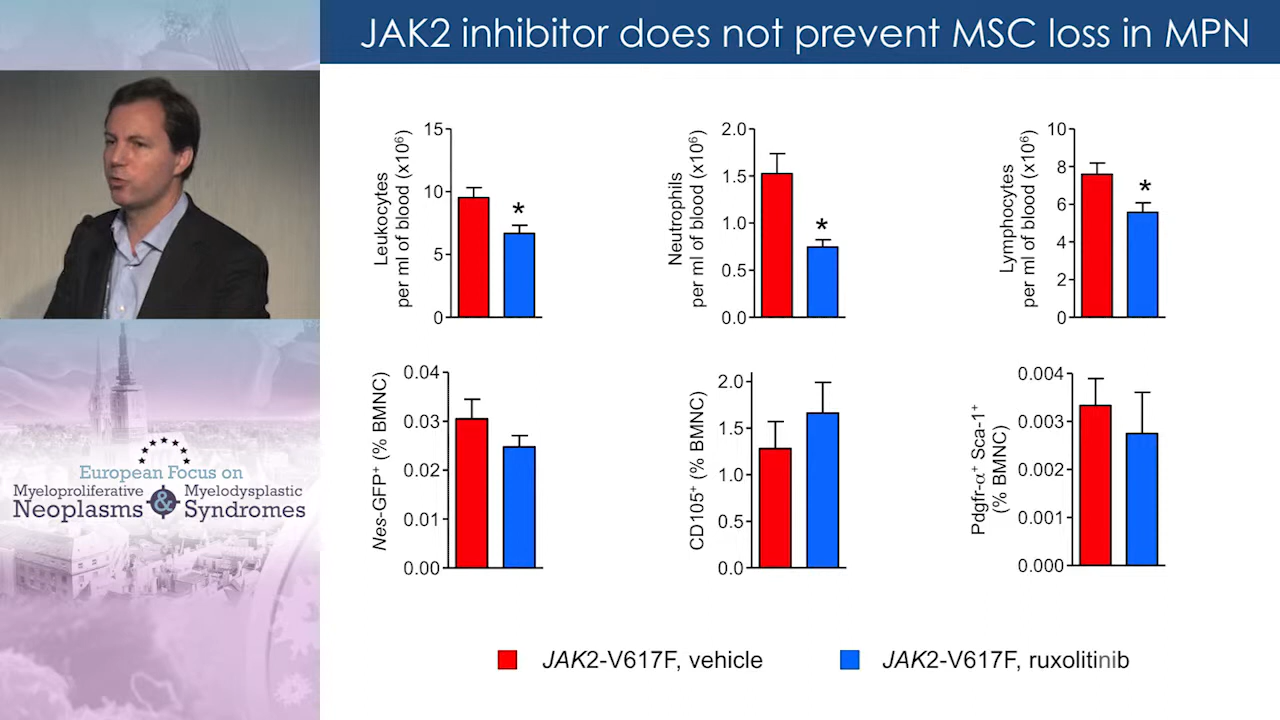 JAK2 inhibitor does not prevent MSC loss in MPN
Leukocytes
per ml of blood (x10⁶)
15
10
5
0
*
Neutrophils
per ml of blood (x10⁶)
2.0
1.5
1.0
0.5
0.0
*
Lymphocytes
per ml of blood (x10⁶)
10
8
6
4
2
0
*
Nes-GFP⁺ (% BMNC)
0.04
0.03
0.02
0.01
0.00
CD105⁺ (% BMNC)
2.0
1.5
1.0
0.5
0.0
Pdgfr-α⁺ Sca-1⁺
(% BMNC)
0.004
0.003
0.002
0.001
0.000
JAK2-V617F, vehicle
JAK2-V617F, ruxolitinib
European Focus on
Myeloproliferative
Neoplasms
&
Myelodysplastic
Syndromes